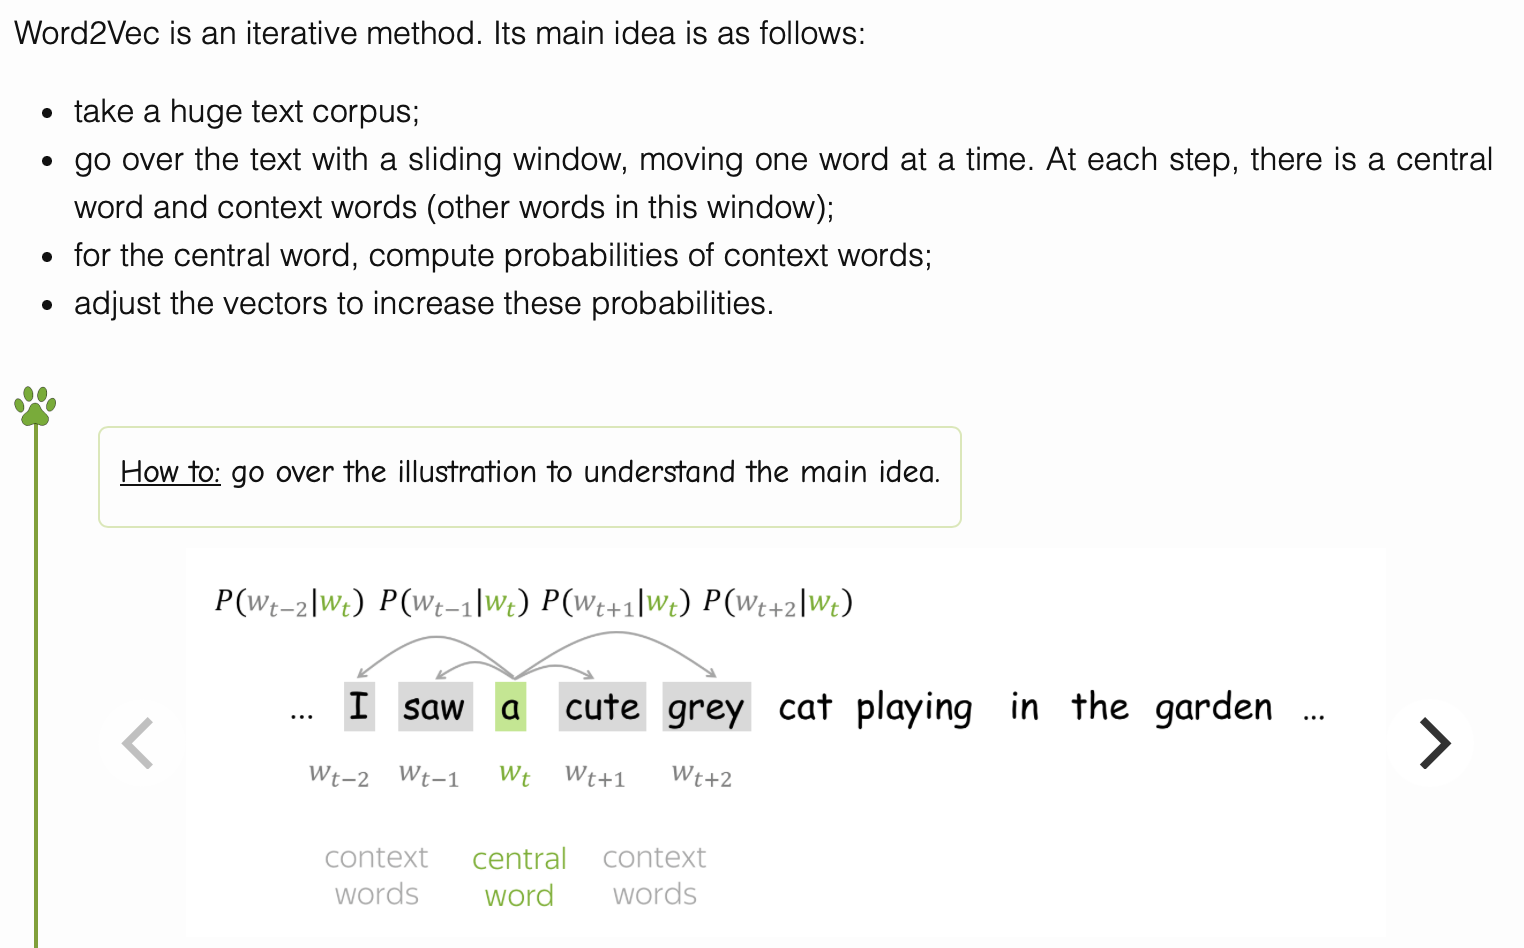 Word2Vec is an iterative method. Its main idea is as follows:
• take a huge text corpus;
• go over the text with a sliding window, moving one word at a time. At each step, there is a central
word and context words (other words in this window);
• for the central word, compute probabilities of context words;
• adjust the vectors to increase these probabilities.
How to: go over the illustration to understand the main idea.
P(w_{t−2}|w_t) P(w_{t−1}|w_t) P(w_{t+1}|w_t) P(w_{t+2}|w_t)
... I saw a cute grey cat playing in the garden ...
w_{t−2} w_{t−1} w_t w_{t+1} w_{t+2}
context central context
words word words